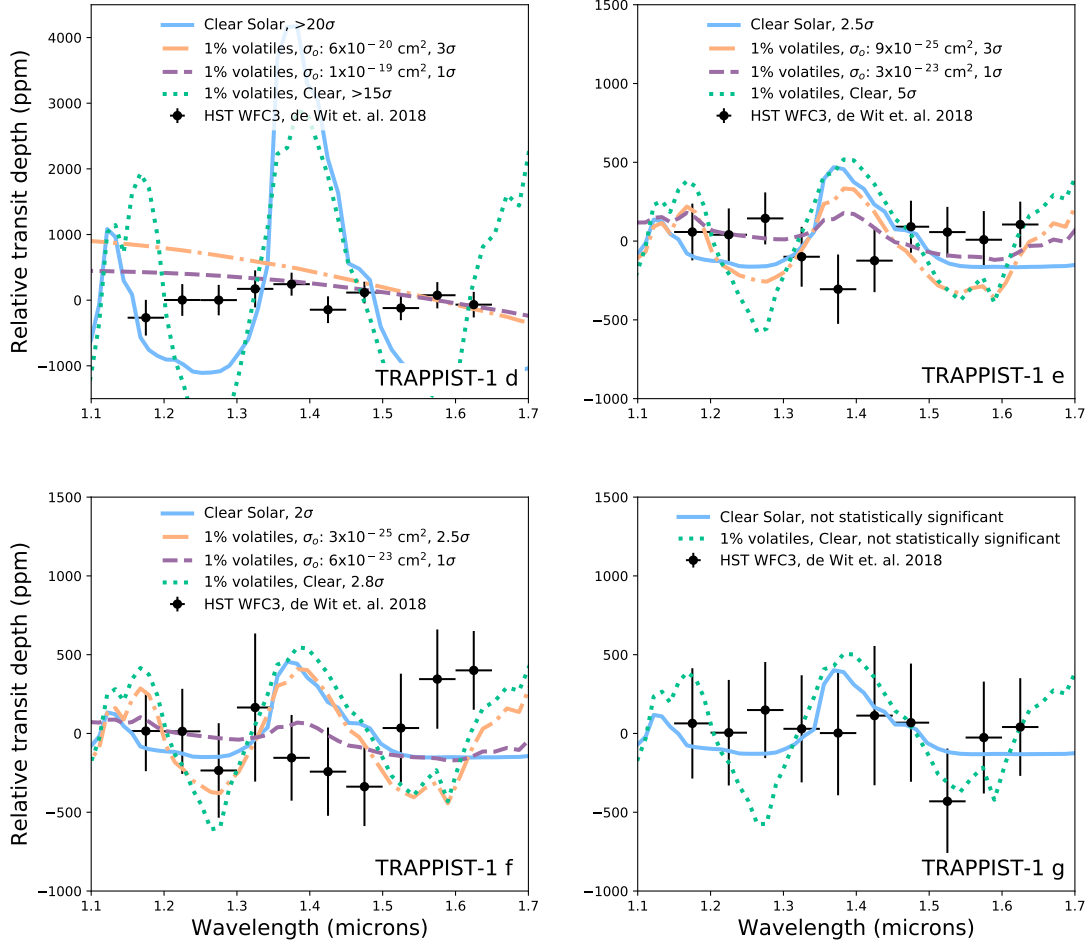 Clear Solar, >20σ
1% volatiles, σₒ: 6x10⁻²⁰ cm², 3σ
1% volatiles, σₒ: 1x10⁻¹⁹ cm², 1σ
1% volatiles, Clear, >15σ
HST WFC3, de Wit et. al. 2018
Relative transit depth (ppm)
4000
3000
2000
1000
0
−1000
1.1 1.2 1.3 1.4 1.5 1.6 1.7
TRAPPIST-1 d
Clear Solar, 2.5σ
1% volatiles, σₒ: 9x10⁻²⁵ cm², 3σ
1% volatiles, σₒ: 3x10⁻²³ cm², 1σ
1% volatiles, Clear, 5σ
HST WFC3, de Wit et. al. 2018
1500
1000
500
0
−500
−1000
1.1 1.2 1.3 1.4 1.5 1.6 1.7
TRAPPIST-1 e
Clear Solar, 2σ
1% volatiles, σₒ: 3x10⁻²⁵ cm², 2.5σ
1% volatiles, σₒ: 6x10⁻²³ cm², 1σ
1% volatiles, Clear, 2.8σ
HST WFC3, de Wit et. al. 2018
Relative transit depth (ppm)
1500
1000
500
0
−500
−1000
1.1 1.2 1.3 1.4 1.5 1.6 1.7
TRAPPIST-1 f
Wavelength (microns)
Clear Solar, not statistically significant
1% volatiles, Clear, not statistically significant
HST WFC3, de Wit et. al. 2018
1500
1000
500
0
−500
−1000
1.1 1.2 1.3 1.4 1.5 1.6 1.7
TRAPPIST-1 g
Wavelength (microns)